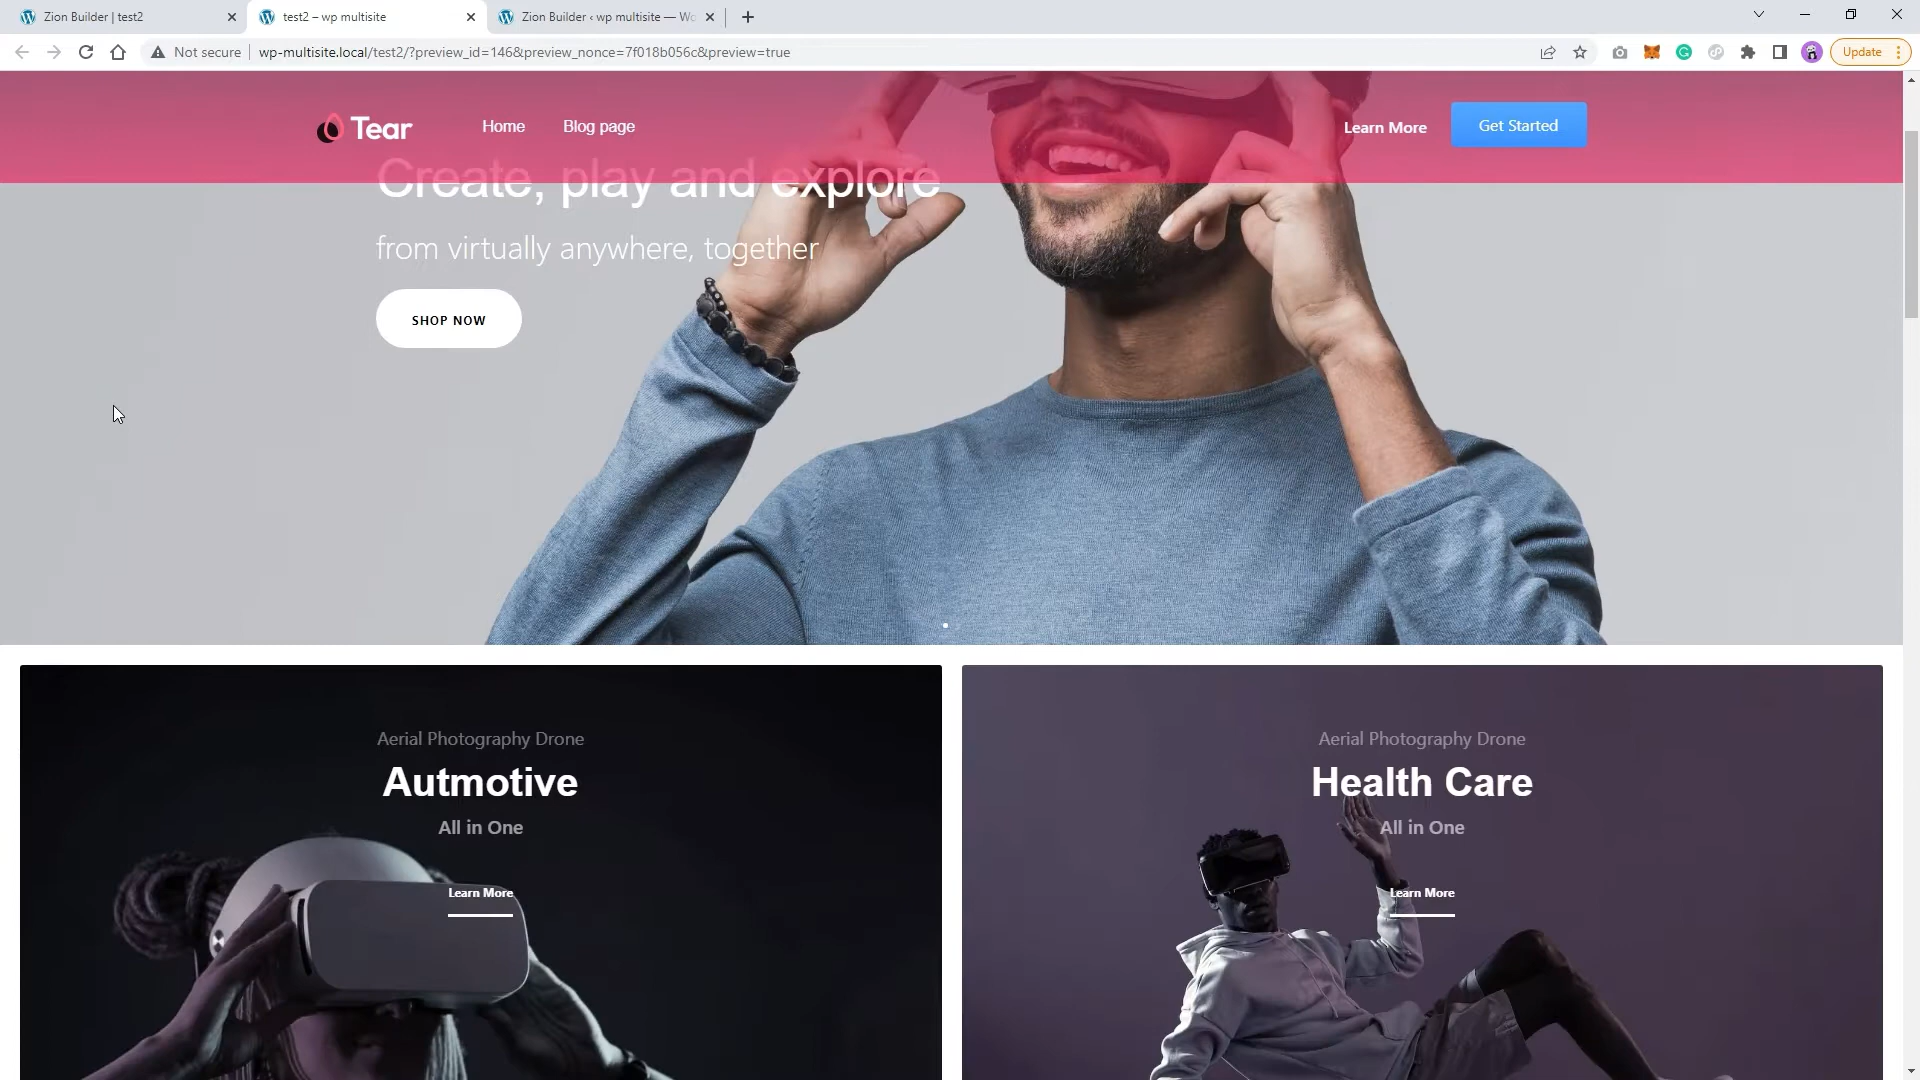 Zion Builder | test2
test2 – wp multisite
Zion Builder ‹ wp multisite — Wo
Not secure
wp-multisite.local/test2/?preview_id=146&preview_nonce=7f018b056c&preview=true
Update
Tear
Home
Blog page
Learn More
Get Started
Create, play and explore
from virtually anywhere, together
SHOP NOW
Aerial Photography Drone
Autmotive
All in One
Learn More
Aerial Photography Drone
Health Care
All in One
Learn More